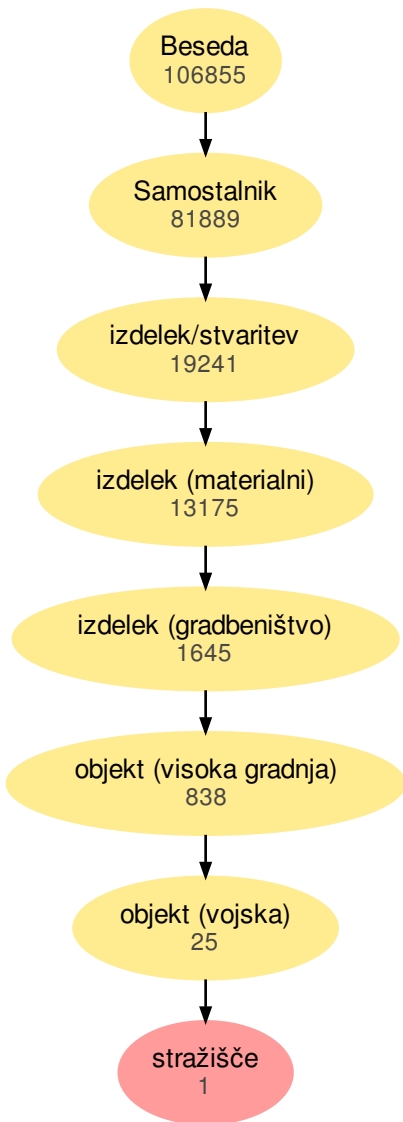 Beseda
106855
Samostalnik
81889
izdelek/stvaritev
19241
izdelek (materialni)
13175
izdelek (gradbeništvo)
1645
objekt (visoka gradnja)
838
objekt (vojska)
25
stražišče
1